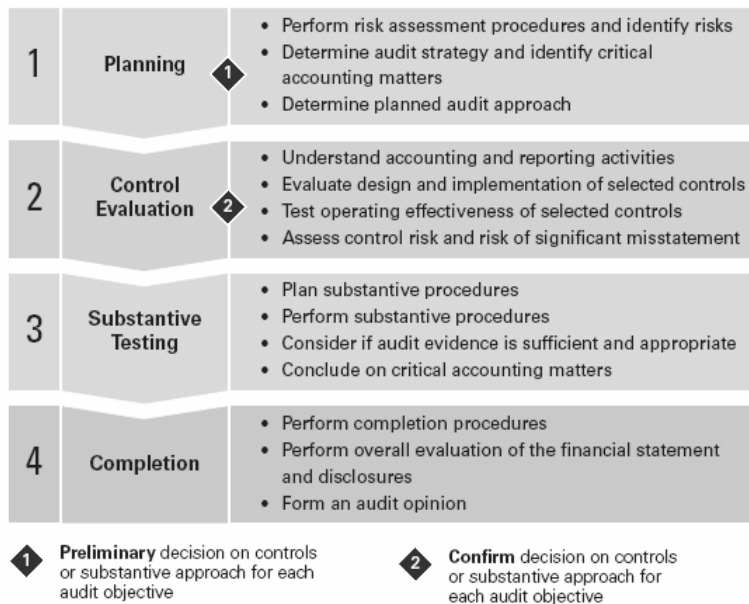 1
Planning
1
• Perform risk assessment procedures and identify risks
• Determine audit strategy and identify critical
accounting matters
• Determine planned audit approach
2
Control
Evaluation
2
• Understand accounting and reporting activities
• Evaluate design and implementation of selected controls
• Test operating effectiveness of selected controls
• Assess control risk and risk of significant misstatement
3
Substantive
Testing
• Plan substantive procedures
• Perform substantive procedures
• Consider if audit evidence is sufficient and appropriate
• Conclude on critical accounting matters
4
Completion
• Perform completion procedures
• Perform overall evaluation of the financial statement
and disclosures
• Form an audit opinion
1
Preliminary decision on controls
or substantive approach for each
audit objective
2
Confirm decision on controls
or substantive approach for
each audit objective